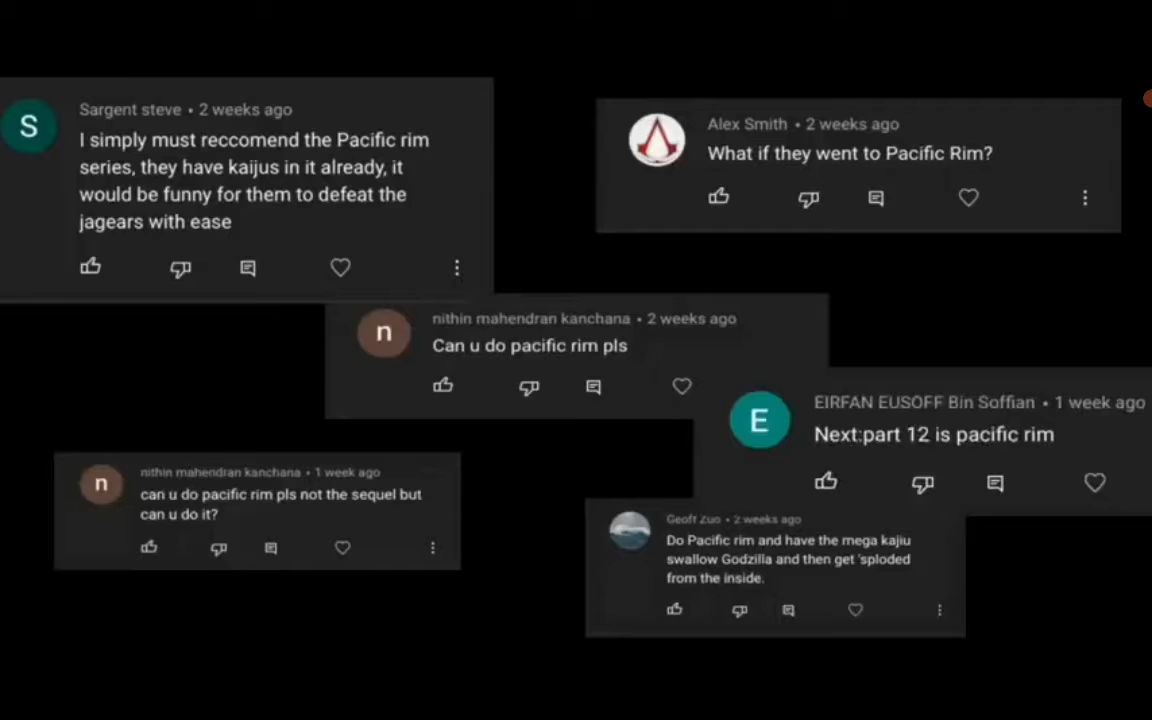 S
Sargent steve • 2 weeks ago
I simply must reccomend the Pacific rim
series, they have kaijus in it already, it
would be funny for them to defeat the
jagears with ease
Alex Smith • 2 weeks ago
What if they went to Pacific Rim?
n
nithin mahendran kanchana • 2 weeks ago
Can u do pacific rim pls
E
EIRFAN EUSOFF Bin Soffian • 1 week ago
Next:part 12 is pacific rim
n
nithin mahendran kanchana • 1 week ago
can u do pacific rim pls not the sequel but
can u do it?
Geoff Zuo • 2 weeks ago
Do Pacific rim and have the mega kajiu
swallow Godzilla and then get 'sploded
from the inside.